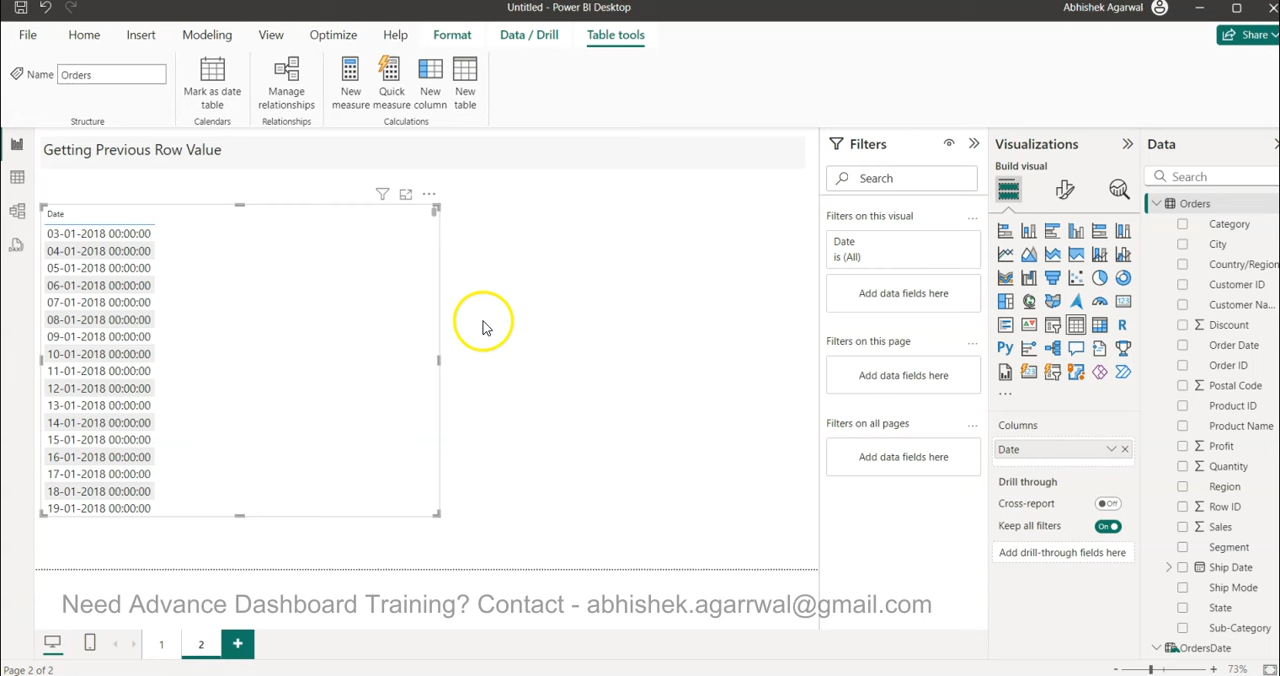 Untitled - Power BI Desktop
Abhishek Agarwal
File Home Insert Modeling View Optimize Help Format Data / Drill Table tools
Share
Name Orders
Mark as date table
Manage relationships
New measure
Quick measure
New column
New table
Structure Calendars Relationships Calculations
Getting Previous Row Value
Date
03-01-2018 00:00:00
04-01-2018 00:00:00
05-01-2018 00:00:00
06-01-2018 00:00:00
07-01-2018 00:00:00
08-01-2018 00:00:00
09-01-2018 00:00:00
10-01-2018 00:00:00
11-01-2018 00:00:00
12-01-2018 00:00:00
13-01-2018 00:00:00
14-01-2018 00:00:00
15-01-2018 00:00:00
16-01-2018 00:00:00
17-01-2018 00:00:00
18-01-2018 00:00:00
19-01-2018 00:00:00
Need Advance Dashboard Training? Contact - abhishek.agarrwal@gmail.com
1 2
Page 2 of 2
Filters
Search
Filters on this visual
Date
is (All)
Add data fields here
Filters on this page
Add data fields here
Filters on all pages
Add data fields here
Visualizations
Build visual
R
Py
Columns
Date
Drill through
Cross-report Off
Keep all filters On
Add drill-through fields here
Data
Search
Orders
Category
City
Country/Region
Customer ID
Customer Na...
Discount
Order Date
Order ID
Postal Code
Product ID
Product Name
Profit
Quantity
Region
Row ID
Sales
Segment
Ship Date
Ship Mode
State
Sub-Category
OrdersDate
73%